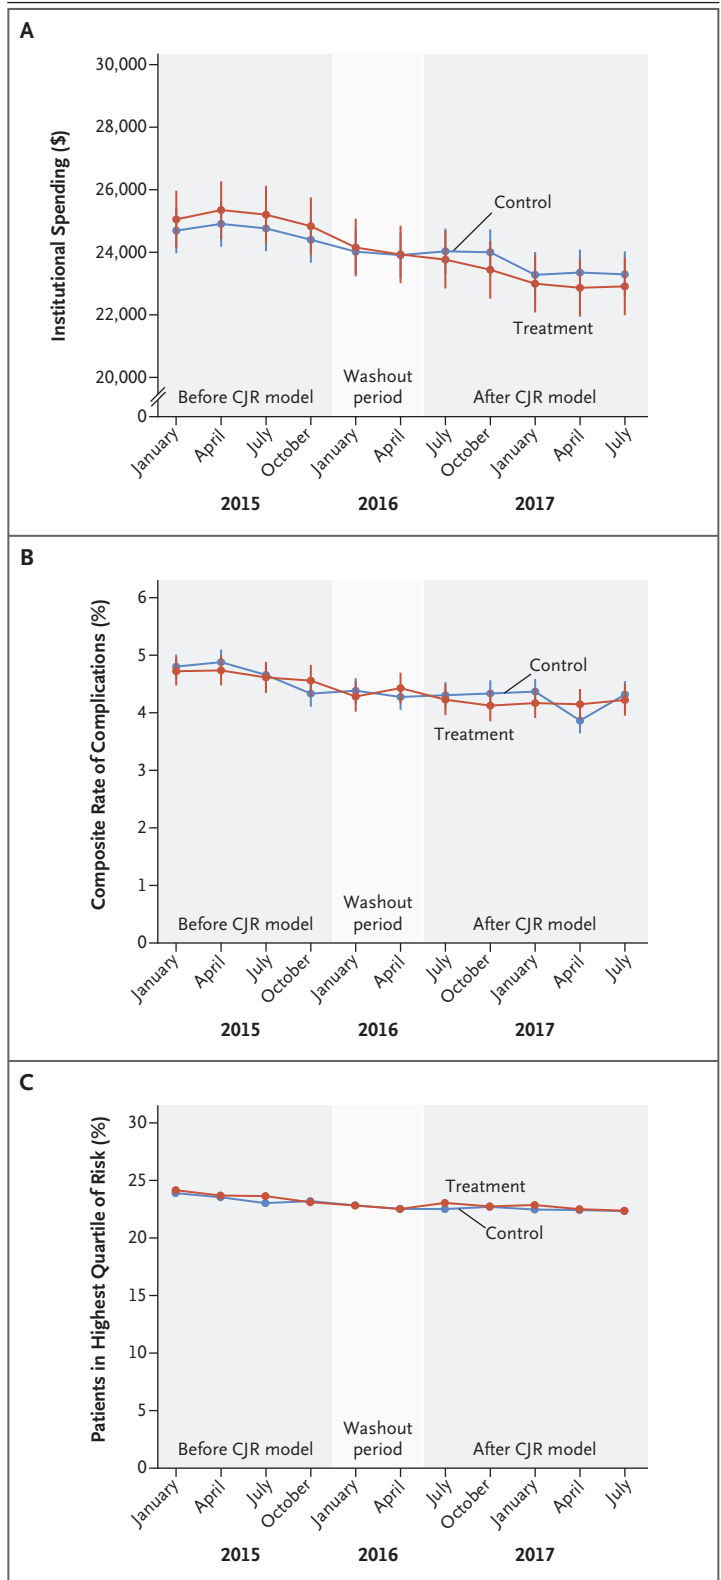 A
Institutional Spending ($)
30,000
28,000
26,000
24,000
22,000
20,000
0
Control
Treatment
Before CJR model
Washout
period
After CJR model
January
April
July
October
January
April
July
October
January
April
July
2015
2016
2017
B
Composite Rate of Complications (%)
6
5
4
3
2
1
0
Control
Treatment
Before CJR model
Washout
period
After CJR model
January
April
July
October
January
April
July
October
January
April
July
2015
2016
2017
C
Patients in Highest Quartile of Risk (%)
30
25
20
15
10
5
0
Treatment
Control
Before CJR model
Washout
period
After CJR model
January
April
July
October
January
April
July
October
January
April
July
2015
2016
2017